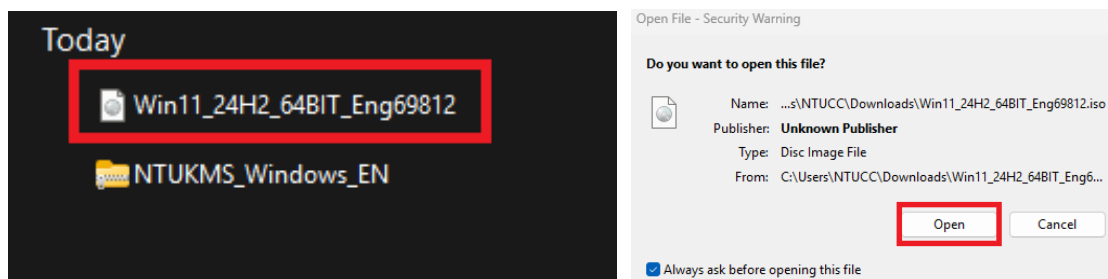 Today
Win11_24H2_64BIT_Eng69812
NTUKMS_Windows_EN
Open File - Security Warning
Do you want to open this file?
Name: ...s\NTUCC\Downloads\Win11_24H2_64BIT_Eng69812.iso
Publisher: Unknown Publisher
Type: Disc Image File
From: C:\Users\NTUCC\Downloads\Win11_24H2_64BIT_Eng6...
Open Cancel
Always ask before opening this file